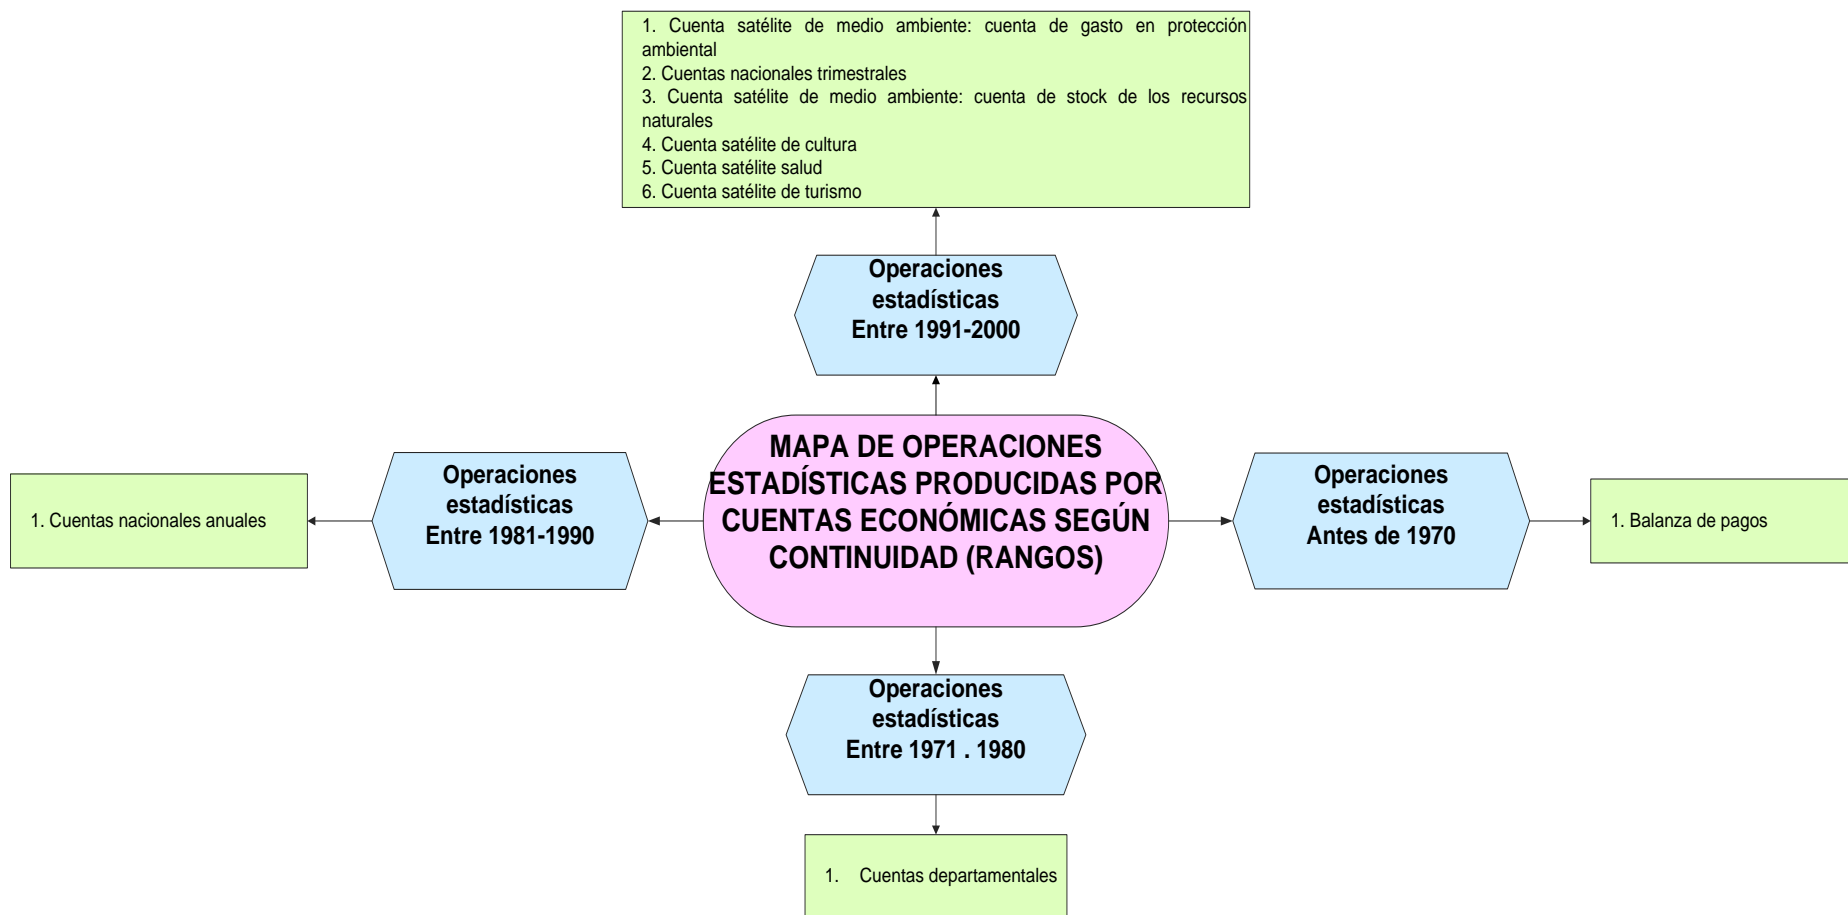 1. Cuenta satélite de medio ambiente: cuenta de gasto en protección
ambiental
2. Cuentas nacionales trimestrales
3. Cuenta satélite de medio ambiente: cuenta de stock de los recursos
naturales
4. Cuenta satélite de cultura
5. Cuenta satélite salud
6. Cuenta satélite de turismo
Operaciones
estadísticas
Entre 1991-2000
MAPA DE OPERACIONES
ESTADÍSTICAS PRODUCIDAS POR
CUENTAS ECONÓMICAS SEGÚN
CONTINUIDAD (RANGOS)
Operaciones
estadísticas
Entre 1981-1990
1. Cuentas nacionales anuales
Operaciones
estadísticas
Antes de 1970
1. Balanza de pagos
Operaciones
estadísticas
Entre 1971 . 1980
1. Cuentas departamentales